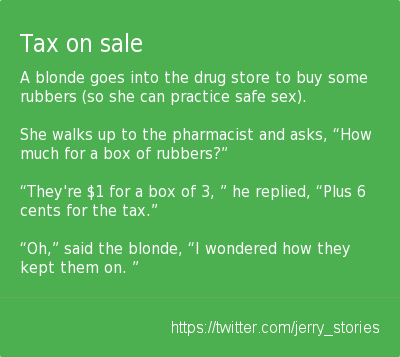 Tax on sale
A blonde goes into the drug store to buy some
rubbers (so she can practice safe sex).
She walks up to the pharmacist and asks, “How
much for a box of rubbers?”
“They're $1 for a box of 3, ” he replied, “Plus 6
cents for the tax.”
“Oh,” said the blonde, “I wondered how they
kept them on. ”
https://twitter.com/jerry_stories